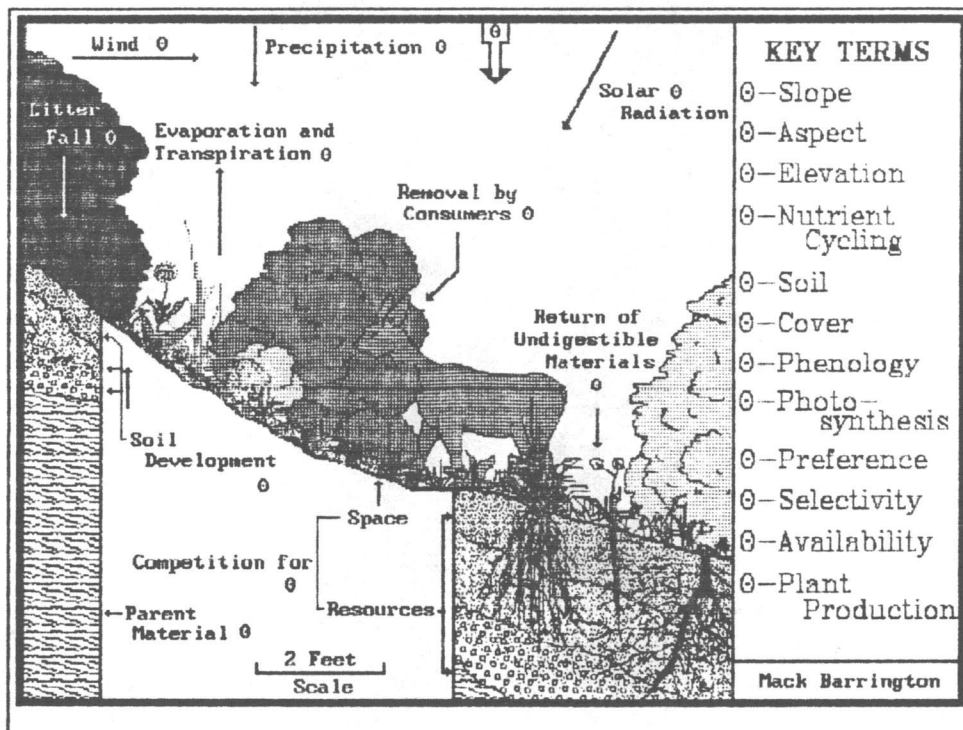 Wind Θ
Precipitation Θ
Θ
Solar Θ
Radiation
Litter
Fall Θ
Evaporation and
Transpiration Θ
Removal by
Consumers Θ
Return of
Undigestible
Materials
Θ
Soil
Development
Θ
Space
Competition for
Θ
Resources
Parent
Material Θ
2 Feet
Scale
KEY TERMS
Θ-Slope
Θ-Aspect
Θ-Elevation
Θ-Nutrient
Cycling
Θ-Soil
Θ-Cover
Θ-Phenology
Θ-Photo-
synthesis
Θ-Preference
Θ-Selectivity
Θ-Availability
Θ-Plant
Production
Mack Barrington